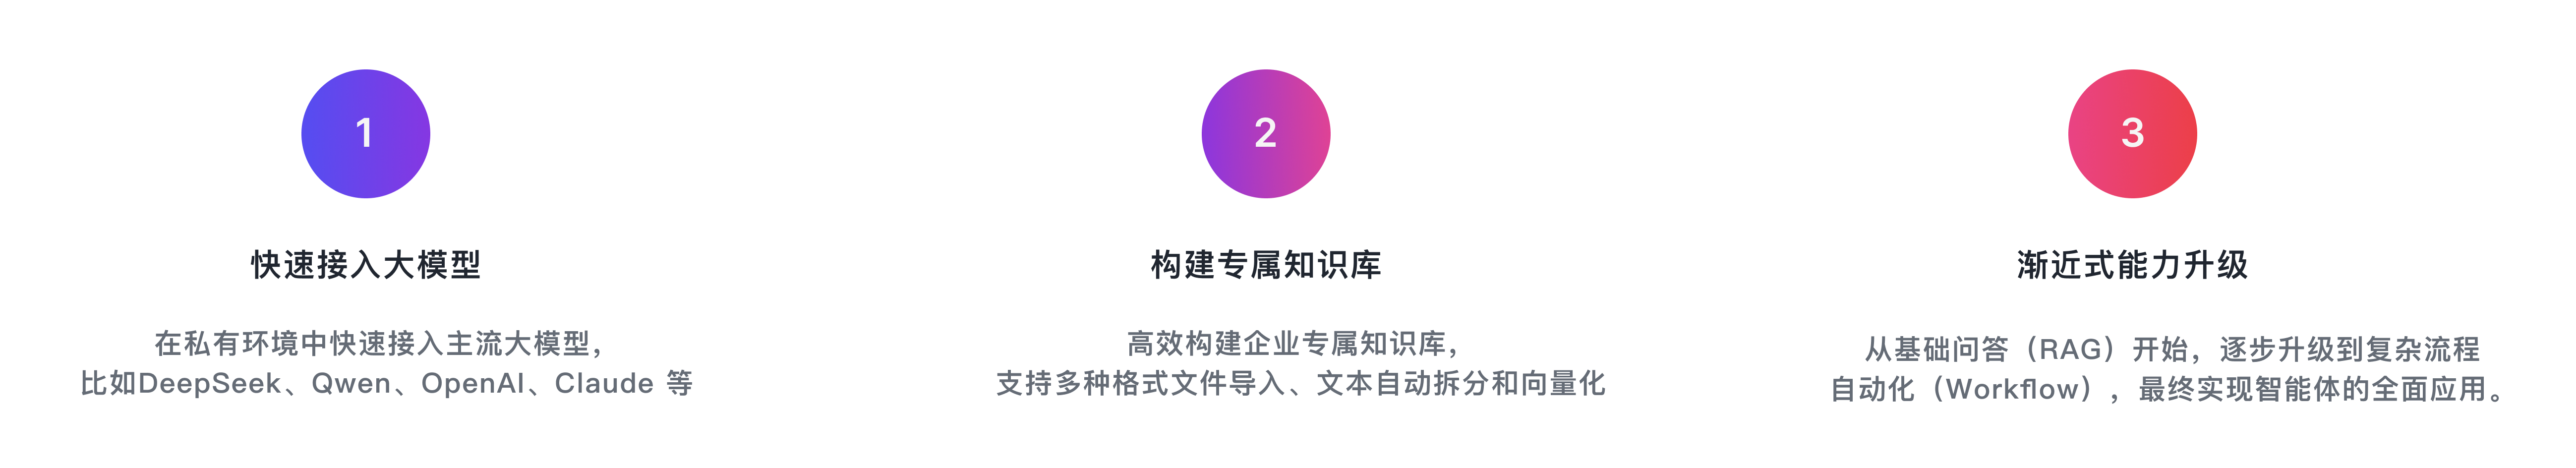 1
快速接入大模型
在私有环境中快速接入主流大模型，
比如DeepSeek、Qwen、OpenAI、Claude 等
2
构建专属知识库
高效构建企业专属知识库，
支持多种格式文件导入、文本自动拆分和向量化
3
渐近式能力升级
从基础问答（RAG）开始，逐步升级到复杂流程
自动化（Workflow），最终实现智能体的全面应用。